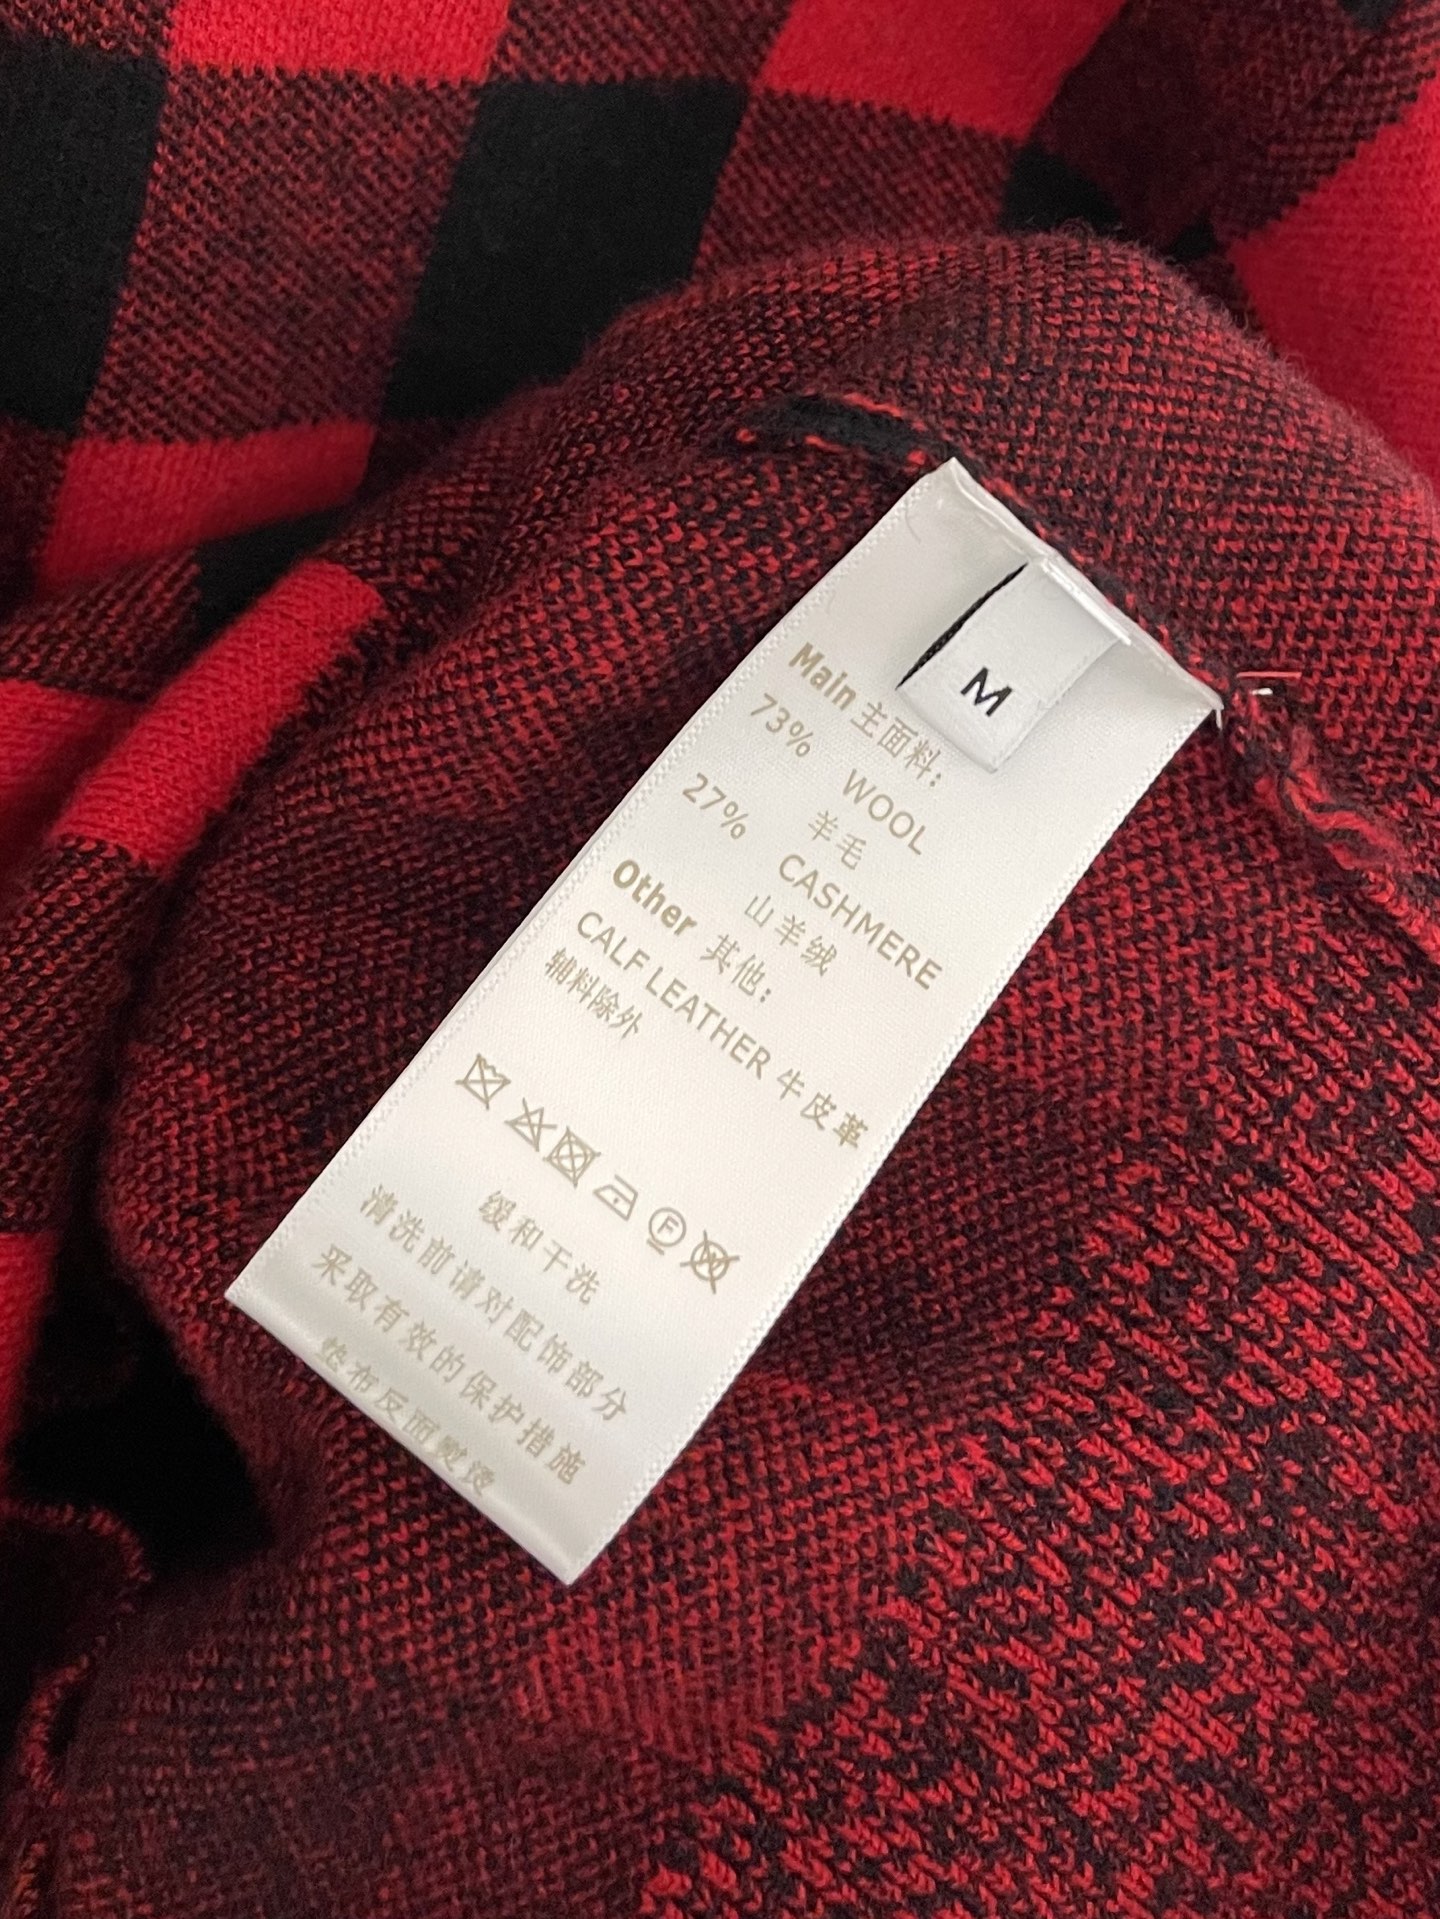 M
Main 主面料:
73% WOOL
羊毛
27% CASHMERE
山羊绒
Other 其他:
CALF LEATHER 牛皮革
辅料除外
F
缓和干洗
清洗前请对配饰部分
采取有效的保护措施
垫布反面熨烫